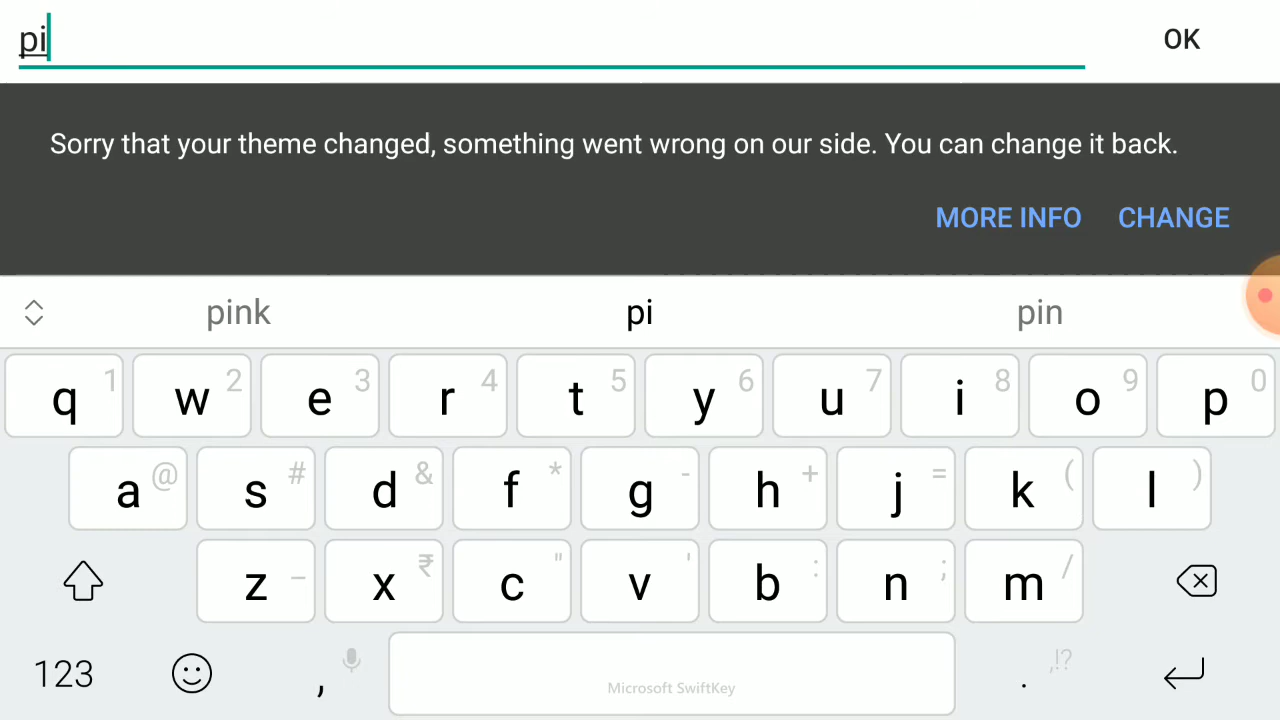 pi
OK
Sorry that your theme changed, something went wrong on our side. You can change it back.
MORE INFO CHANGE
pink pi pin
q 1 w 2 e 3 r 4 t 5 y 6 u 7 i 8 o 9 p 0
a @ s # d & f * g - h + j = k ( l )
z _ x ₹ c " v ' b : n ; m /
123 , Microsoft SwiftKey . ,!?